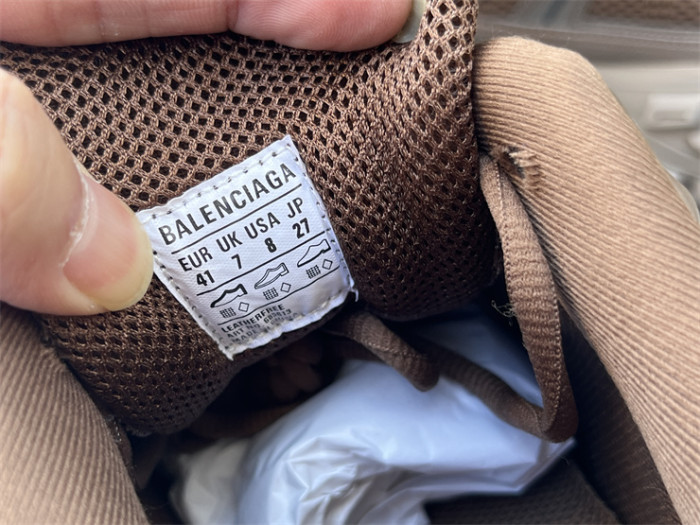 BALENCIAGA
EUR UK USA JP
41 7 8 27
LEATHERFREE